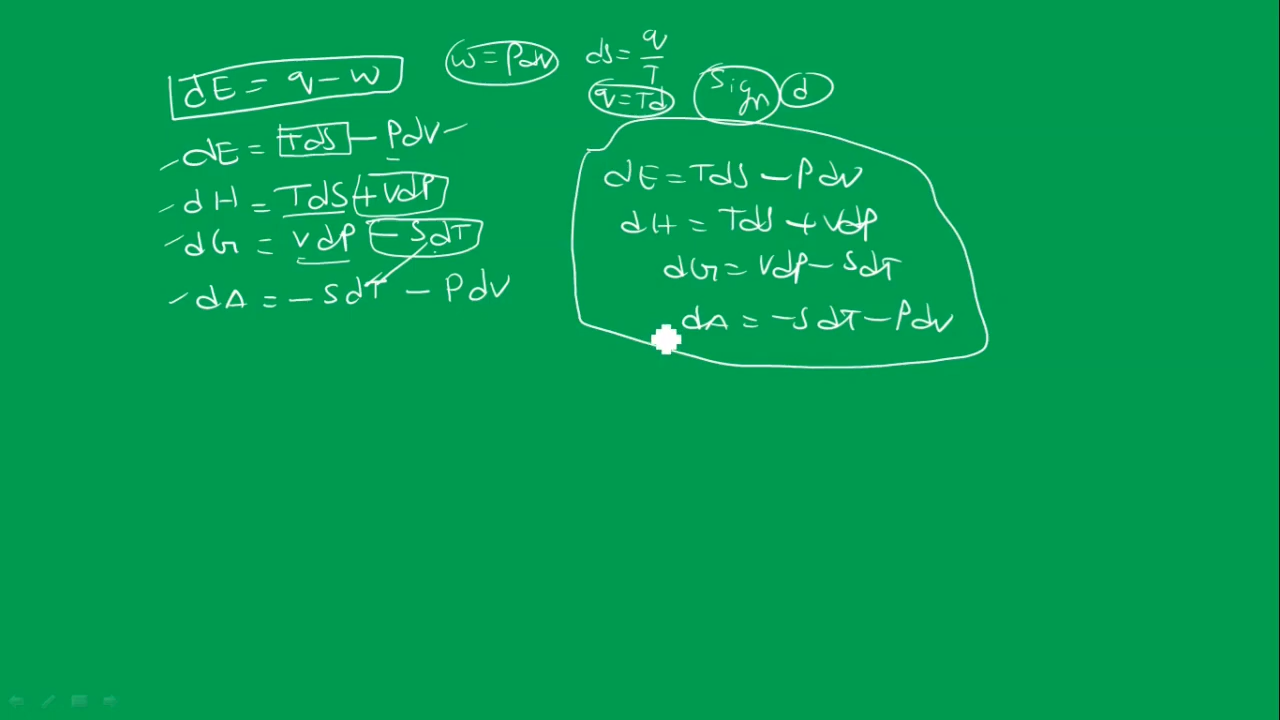 dE = q - w
w = PdV
ds = q/T
q = Td
Sign d
dE = TdS - PdV
dH = TdS + VdP
dG = VdP - SdT
dA = - SdT - PdV
dE = TdS - PdV
dH = TdS + VdP
dG = VdP - SdT
dA = -SdT - PdV